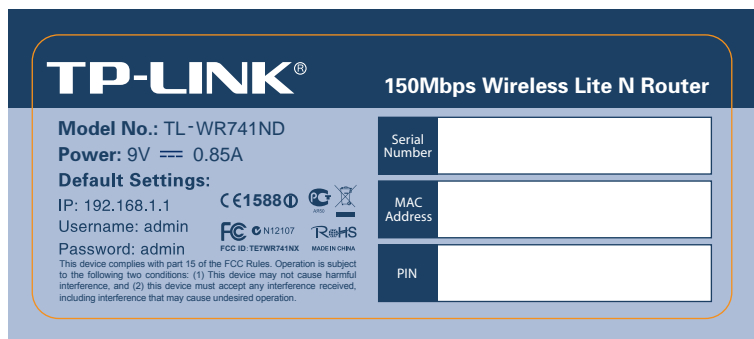 TP-LINK®
150Mbps Wireless Lite N Router
Model No.: TL-WR741ND
Power: 9V 0.85A
Default Settings:
IP: 192.168.1.1
Username: admin
Password: admin
CE1588
PG
AR50
FC N12107
RoHS
FCC ID: TE7WR741NX
MADE IN CHINA
This device complies with part 15 of the FCC Rules. Operation is subject
to the following two conditions: (1) This device may not cause harmful
interference, and (2) this device must accept any interference received,
including interference that may cause undesired operation.
Serial
Number
MAC
Address
PIN